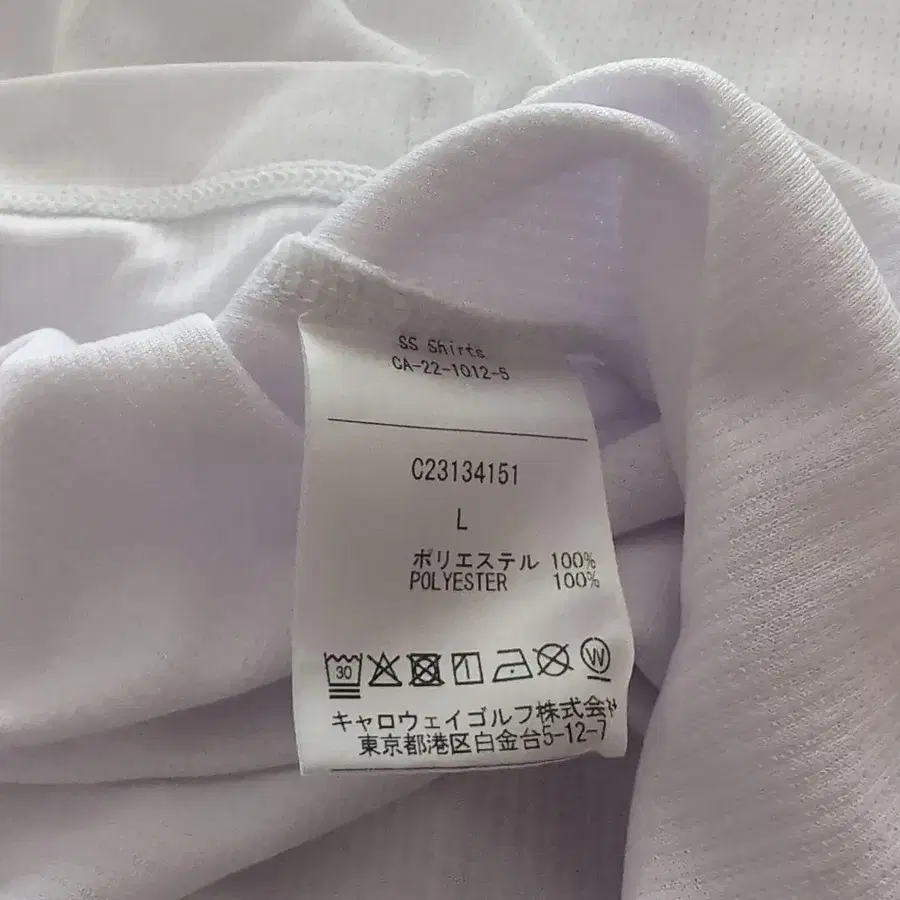 SS Shirts
CA-22-1012-5
C23134151
L
ポリエステル 100%
POLYESTER 100%
30 W
キャロウェイゴルフ株式会社
東京都港区白金台5-12-7